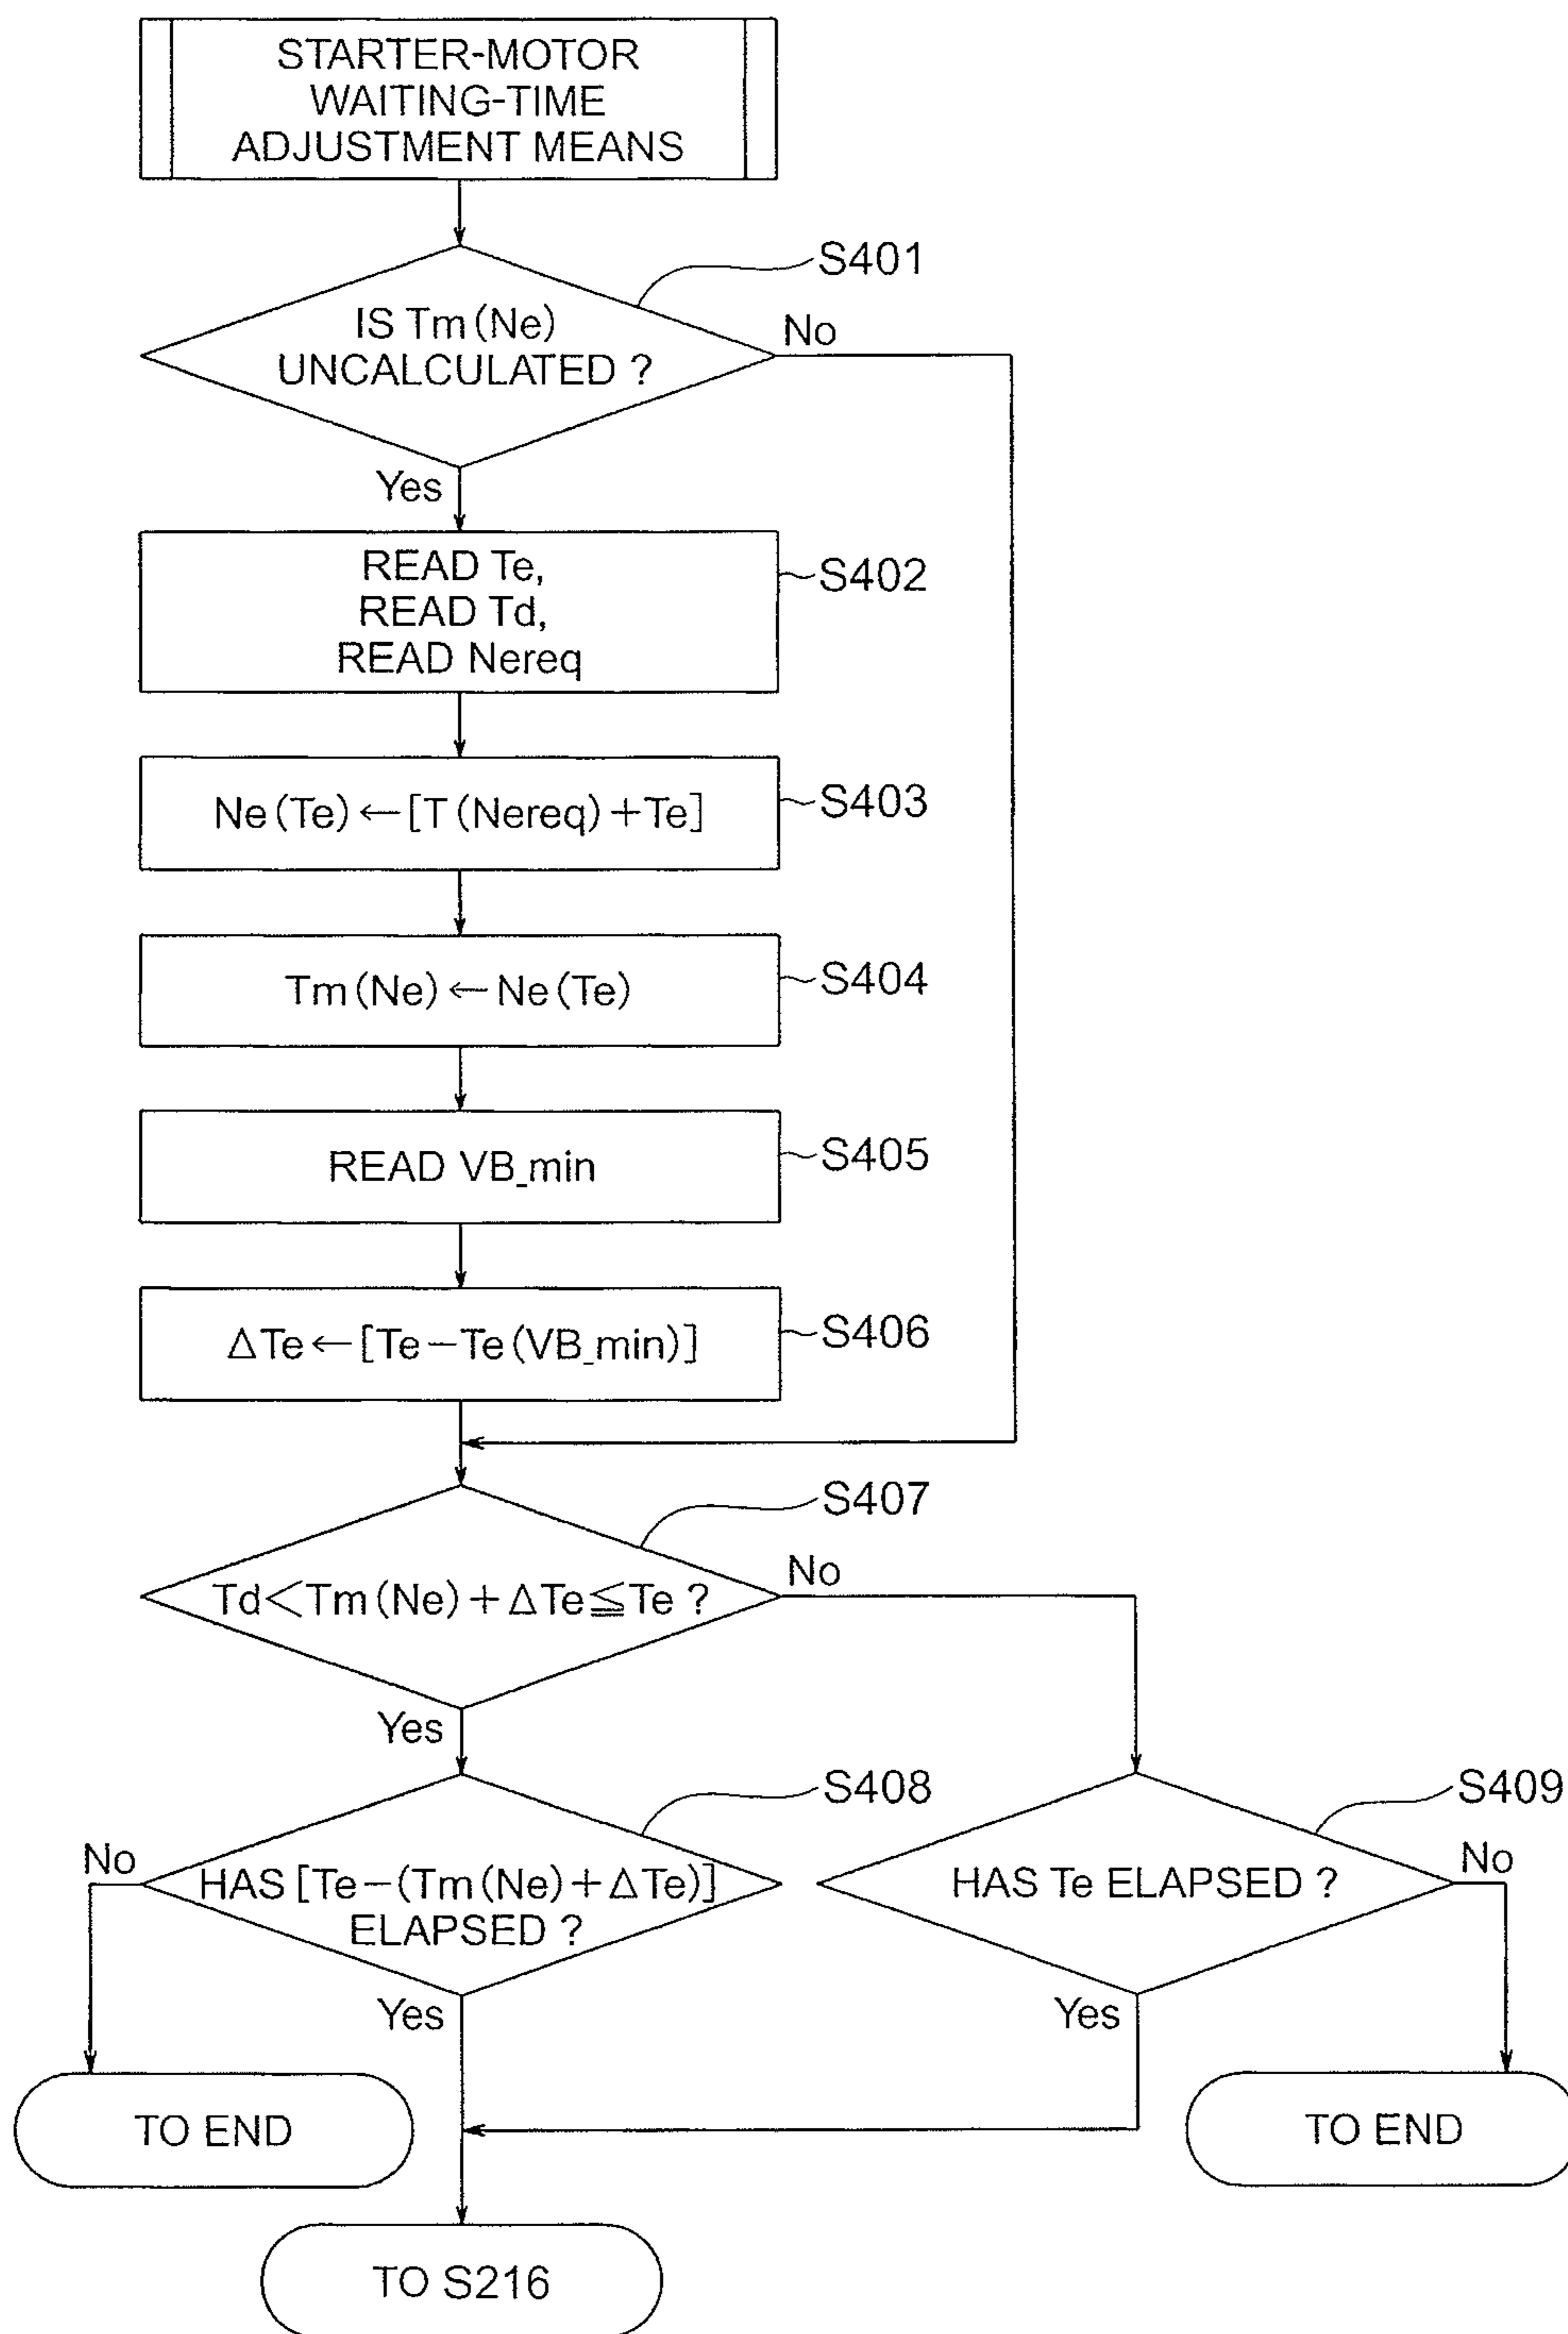 STARTER-MOTOR
WAITING-TIME
ADJUSTMENT MEANS
S401
IS Tm(Ne)
UNCALCULATED ?
No
Yes
READ Te,
READ Td,
READ Nereq
S402
Ne(Te)←[T(Nereq)+Te]
S403
Tm(Ne)←Ne(Te)
S404
READ VB_min
S405
ΔTe←[Te−Te(VB_min)]
S406
S407
Td<Tm(Ne)+ΔTe≦Te ?
No
Yes
S408
HAS [Te−(Tm(Ne)+ΔTe)]
ELAPSED ?
No
Yes
S409
HAS Te ELAPSED ?
No
Yes
TO END
TO END
TO S216